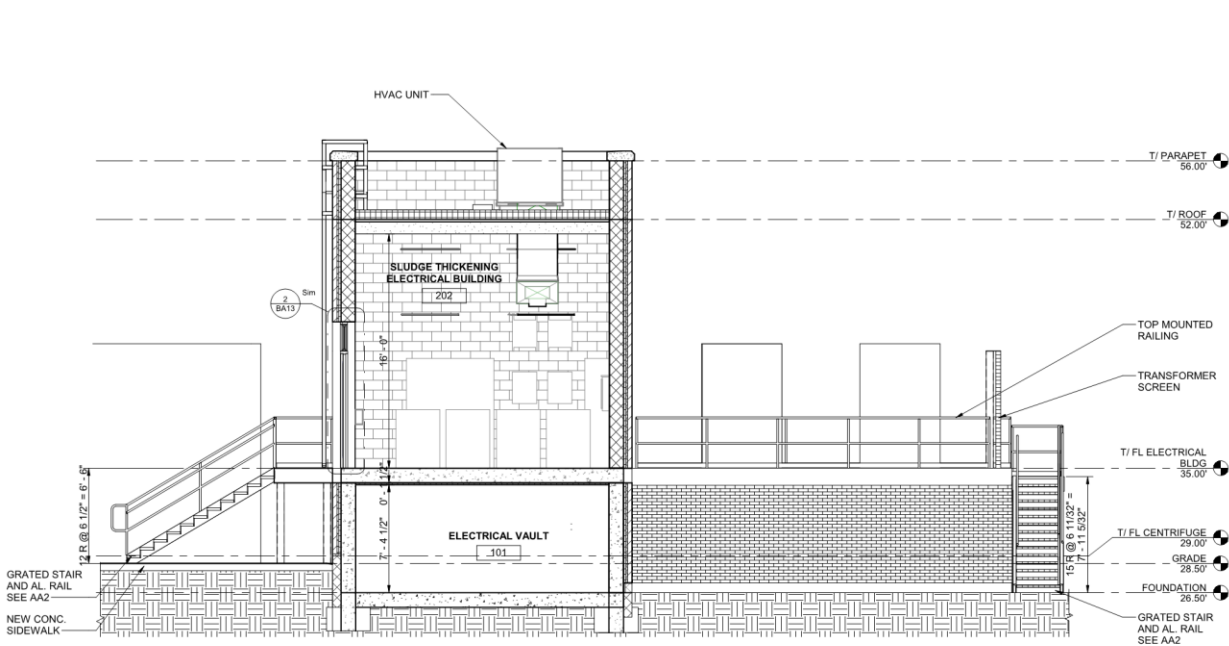 HVAC UNIT
T/ PARAPET
56.00'
T/ ROOF
52.00'
SLUDGE THICKENING
ELECTRICAL BUILDING
202
2
BA13
Sim
16' - 0"
TOP MOUNTED
RAILING
TRANSFORMER
SCREEN
T/ FL ELECTRICAL
BLDG
35.00'
12 R @ 6 1/2" = 6' - 6"
7' - 4 1/2"
ELECTRICAL VAULT
101
15 R @ 6 11/32" =
7' - 11 5/32"
T/ FL CENTRIFUGE
29.00'
GRADE
28.50'
FOUNDATION
26.50'
GRATED STAIR
AND AL. RAIL
SEE AA2
NEW CONC.
SIDEWALK
GRATED STAIR
AND AL. RAIL
SEE AA2